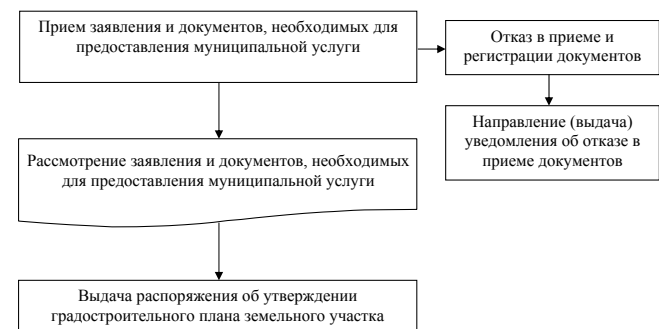 Прием заявления и документов, необходимых для
предоставления муниципальной услуги
Отказ в приеме и
регистрации документов
Направление (выдача)
уведомления об отказе в
приеме документов
Рассмотрение заявления и документов, необходимых
для предоставления муниципальной услуги
Выдача распоряжения об утверждении
градостроительного плана земельного участка